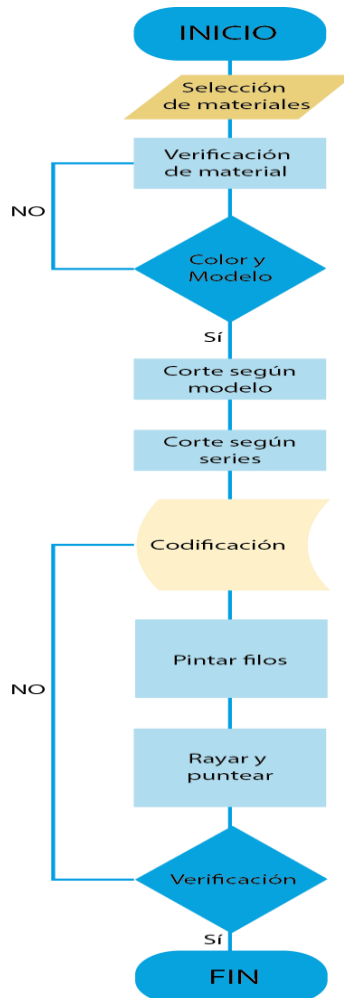 INICIO
Selección
de materiales
Verificación
de material
NO
Color y
Modelo
Sí
Corte según
modelo
Corte según
series
Codificación
Pintar filos
NO
Rayar y
puntear
Verificación
Sí
FIN